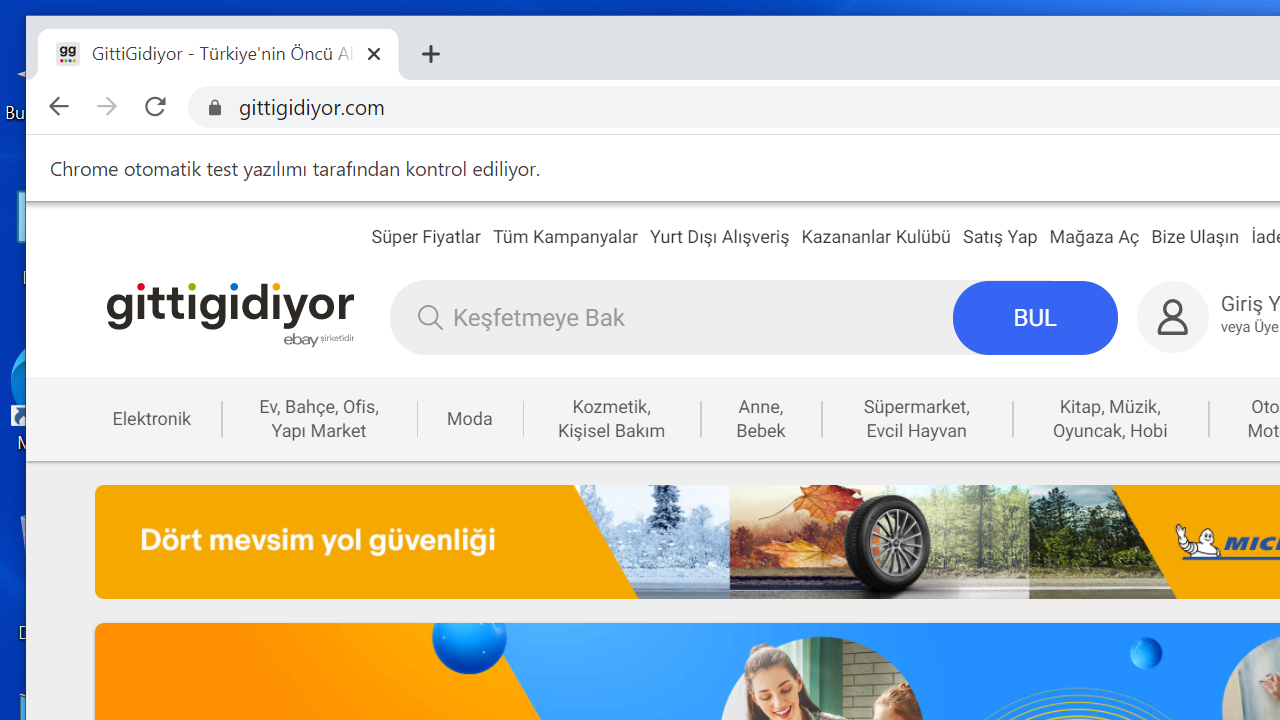 gg
GittiGidiyor - Türkiye'nin Öncü Al
Bu
gittigidiyor.com
Chrome otomatik test yazılımı tarafından kontrol ediliyor.
Süper Fiyatlar Tüm Kampanyalar Yurt Dışı Alışveriş Kazananlar Kulübü Satış Yap Mağaza Aç Bize Ulaşın İade
gittigidiyor
ebay şirketidir
Keşfetmeye Bak
BUL
Giriş Y
veya Üye
Elektronik
Ev, Bahçe, Ofis,
Yapı Market
Moda
Kozmetik,
Kişisel Bakım
Anne,
Bebek
Süpermarket,
Evcil Hayvan
Kitap, Müzik,
Oyuncak, Hobi
Oto
Mot
Dört mevsim yol güvenliği
MIC